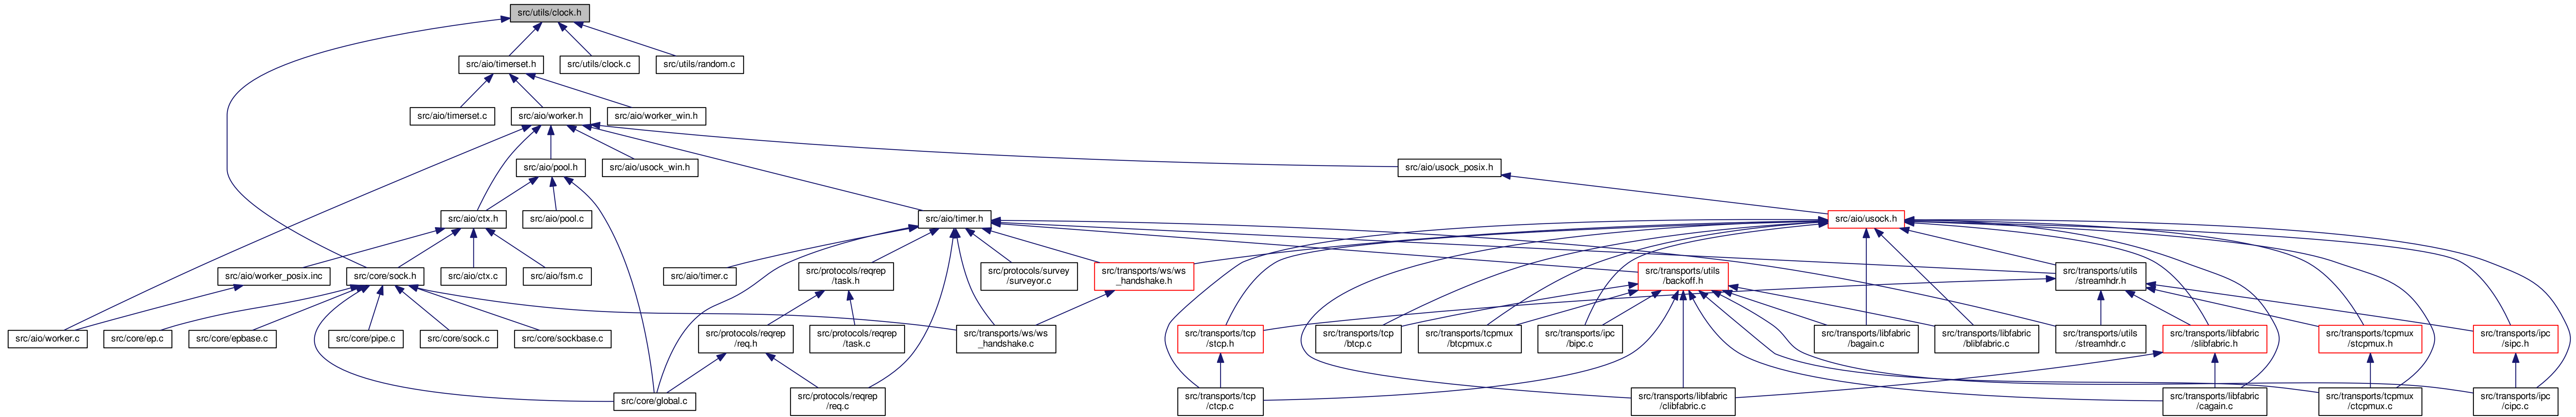 src/utils/clock.h
src/aio/timerset.h
src/utils/clock.c
src/utils/random.c
src/aio/timerset.c
src/aio/worker.h
src/aio/worker_win.h
src/aio/pool.h
src/aio/usock_win.h
src/aio/usock_posix.h
src/aio/ctx.h
src/aio/pool.c
src/aio/timer.h
src/aio/usock.h
src/aio/worker_posix.inc
src/core/sock.h
src/aio/ctx.c
src/aio/fsm.c
src/aio/timer.c
src/protocols/reqrep
/task.h
src/protocols/survey
/surveyor.c
src/transports/ws/ws
_handshake.h
src/transports/utils
/backoff.h
src/transports/utils
/streamhdr.h
src/aio/worker.c
src/core/ep.c
src/core/epbase.c
src/core/pipe.c
src/core/sock.c
src/core/sockbase.c
src/protocols/reqrep
/req.h
src/protocols/reqrep
/task.c
src/transports/ws/ws
_handshake.c
src/transports/tcp
/stcp.h
src/transports/tcp
/btcp.c
src/transports/tcpmux
/btcpmux.c
src/transports/ipc
/bipc.c
src/transports/libfabric
/bagain.c
src/transports/libfabric
/blibfabric.c
src/transports/utils
/streamhdr.c
src/transports/libfabric
/slibfabric.h
src/transports/tcpmux
/stcpmux.h
src/transports/ipc
/sipc.h
src/core/global.c
src/protocols/reqrep
/req.c
src/transports/tcp
/ctcp.c
src/transports/libfabric
/clibfabric.c
src/transports/libfabric
/cagain.c
src/transports/tcpmux
/ctcpmux.c
src/transports/ipc
/cipc.c